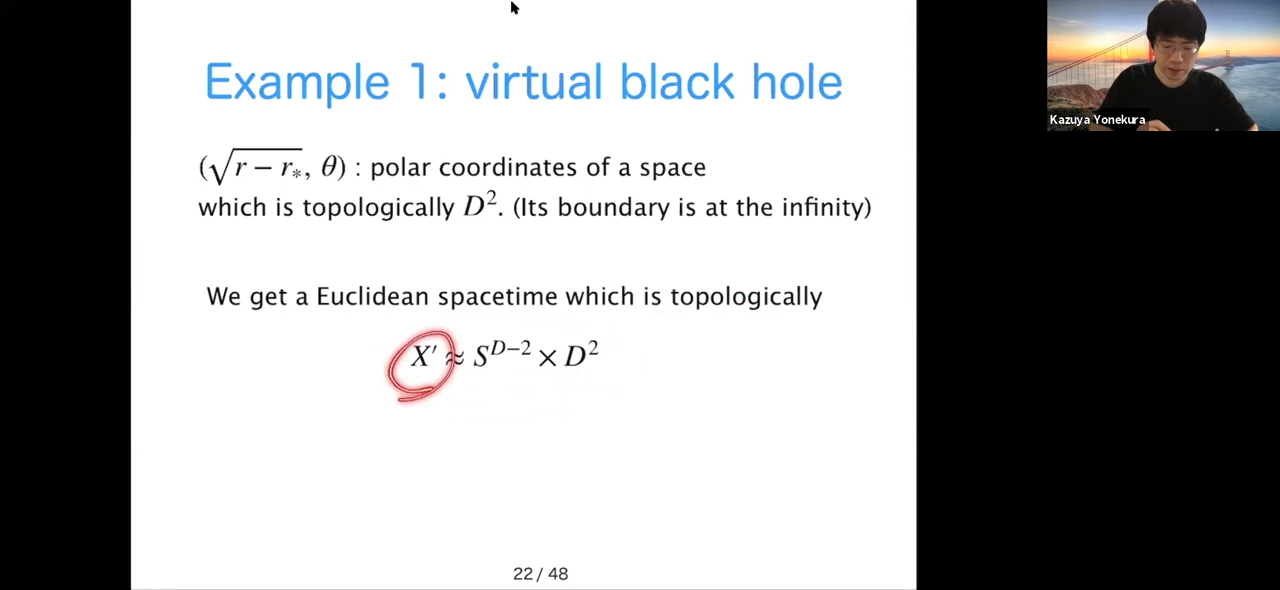 Example 1: virtual black hole
(√(r − r∗), θ) : polar coordinates of a space
which is topologically D². (Its boundary is at the infinity)
We get a Euclidean spacetime which is topologically
X′ ≈ S^{D−2} × D²
22 / 48
Kazuya Yonekura